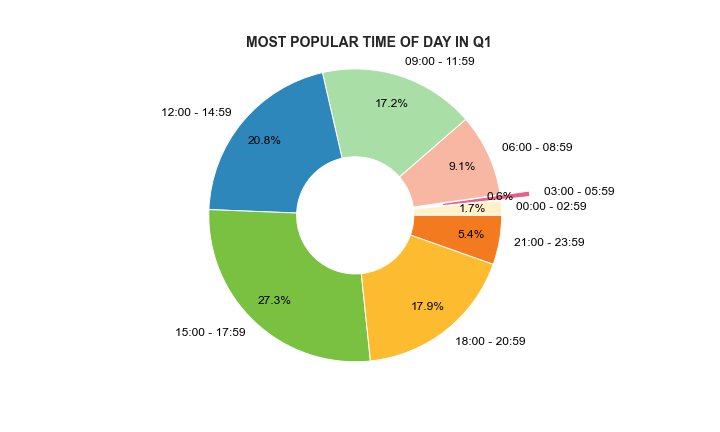 MOST POPULAR TIME OF DAY IN Q1
09:00 - 11:59
17.2%
12:00 - 14:59
20.8%
06:00 - 08:59
9.1%
03:00 - 05:59
0.6%
00:00 - 02:59
1.7%
21:00 - 23:59
5.4%
15:00 - 17:59
27.3%
18:00 - 20:59
17.9%